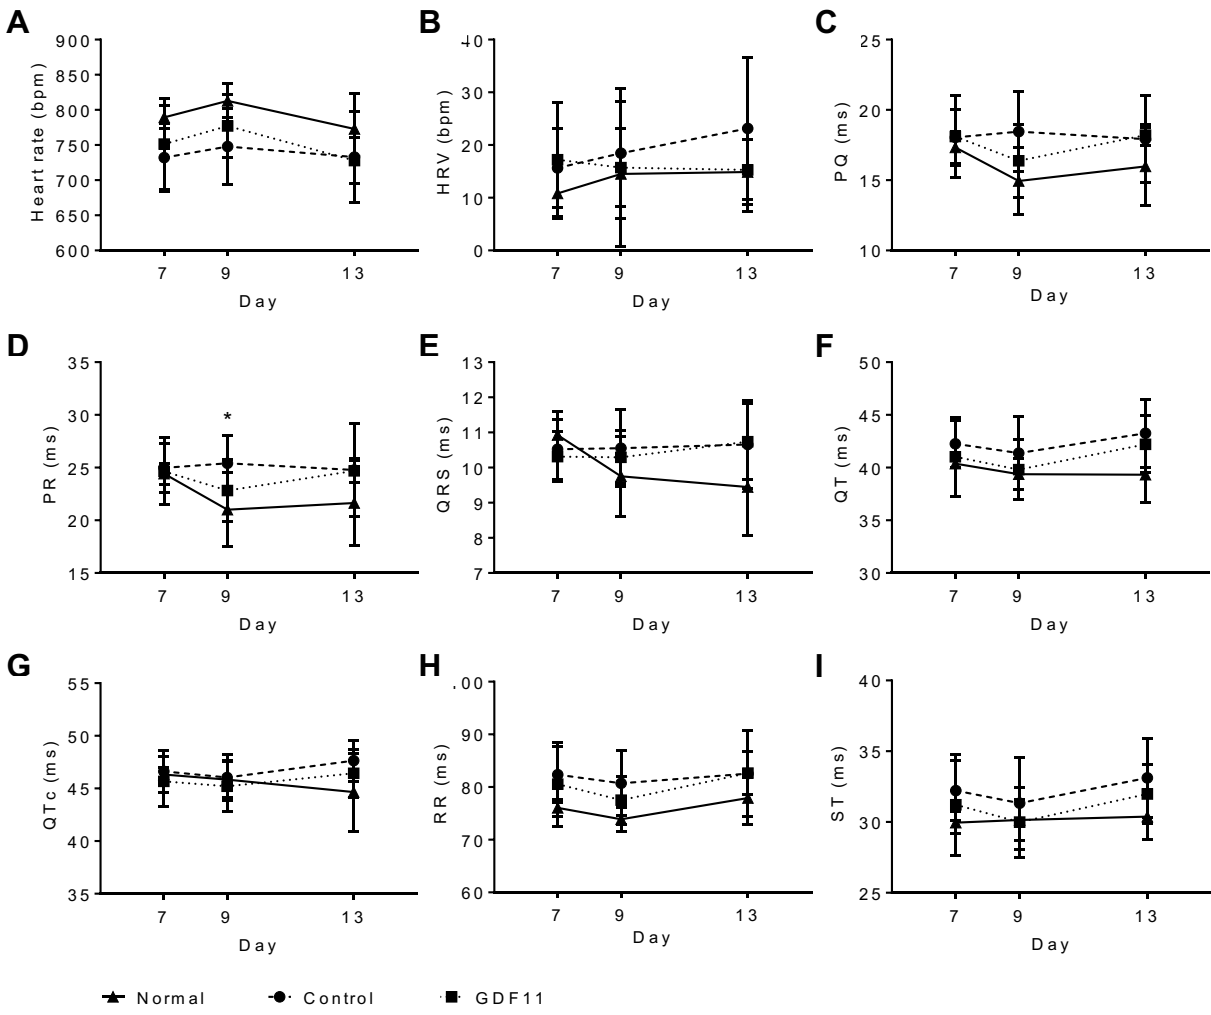 A
B
C
Heart rate (bpm)
900
850
800
750
700
650
600
7 9 13
Day
HRV (bpm)
40
30
20
10
0
7 9 13
Day
PQ (ms)
25
20
15
10
7 9 13
Day
D
E
F
PR (ms)
35
30
25
20
15
*
7 9 13
Day
QRS (ms)
13
12
11
10
9
8
7
7 9 13
Day
QT (ms)
50
45
40
35
30
7 9 13
Day
G
H
I
QTc (ms)
55
50
45
40
35
7 9 13
Day
RR (ms)
00
90
80
70
60
7 9 13
Day
ST (ms)
40
35
30
25
7 9 13
Day
Normal Control GDF11